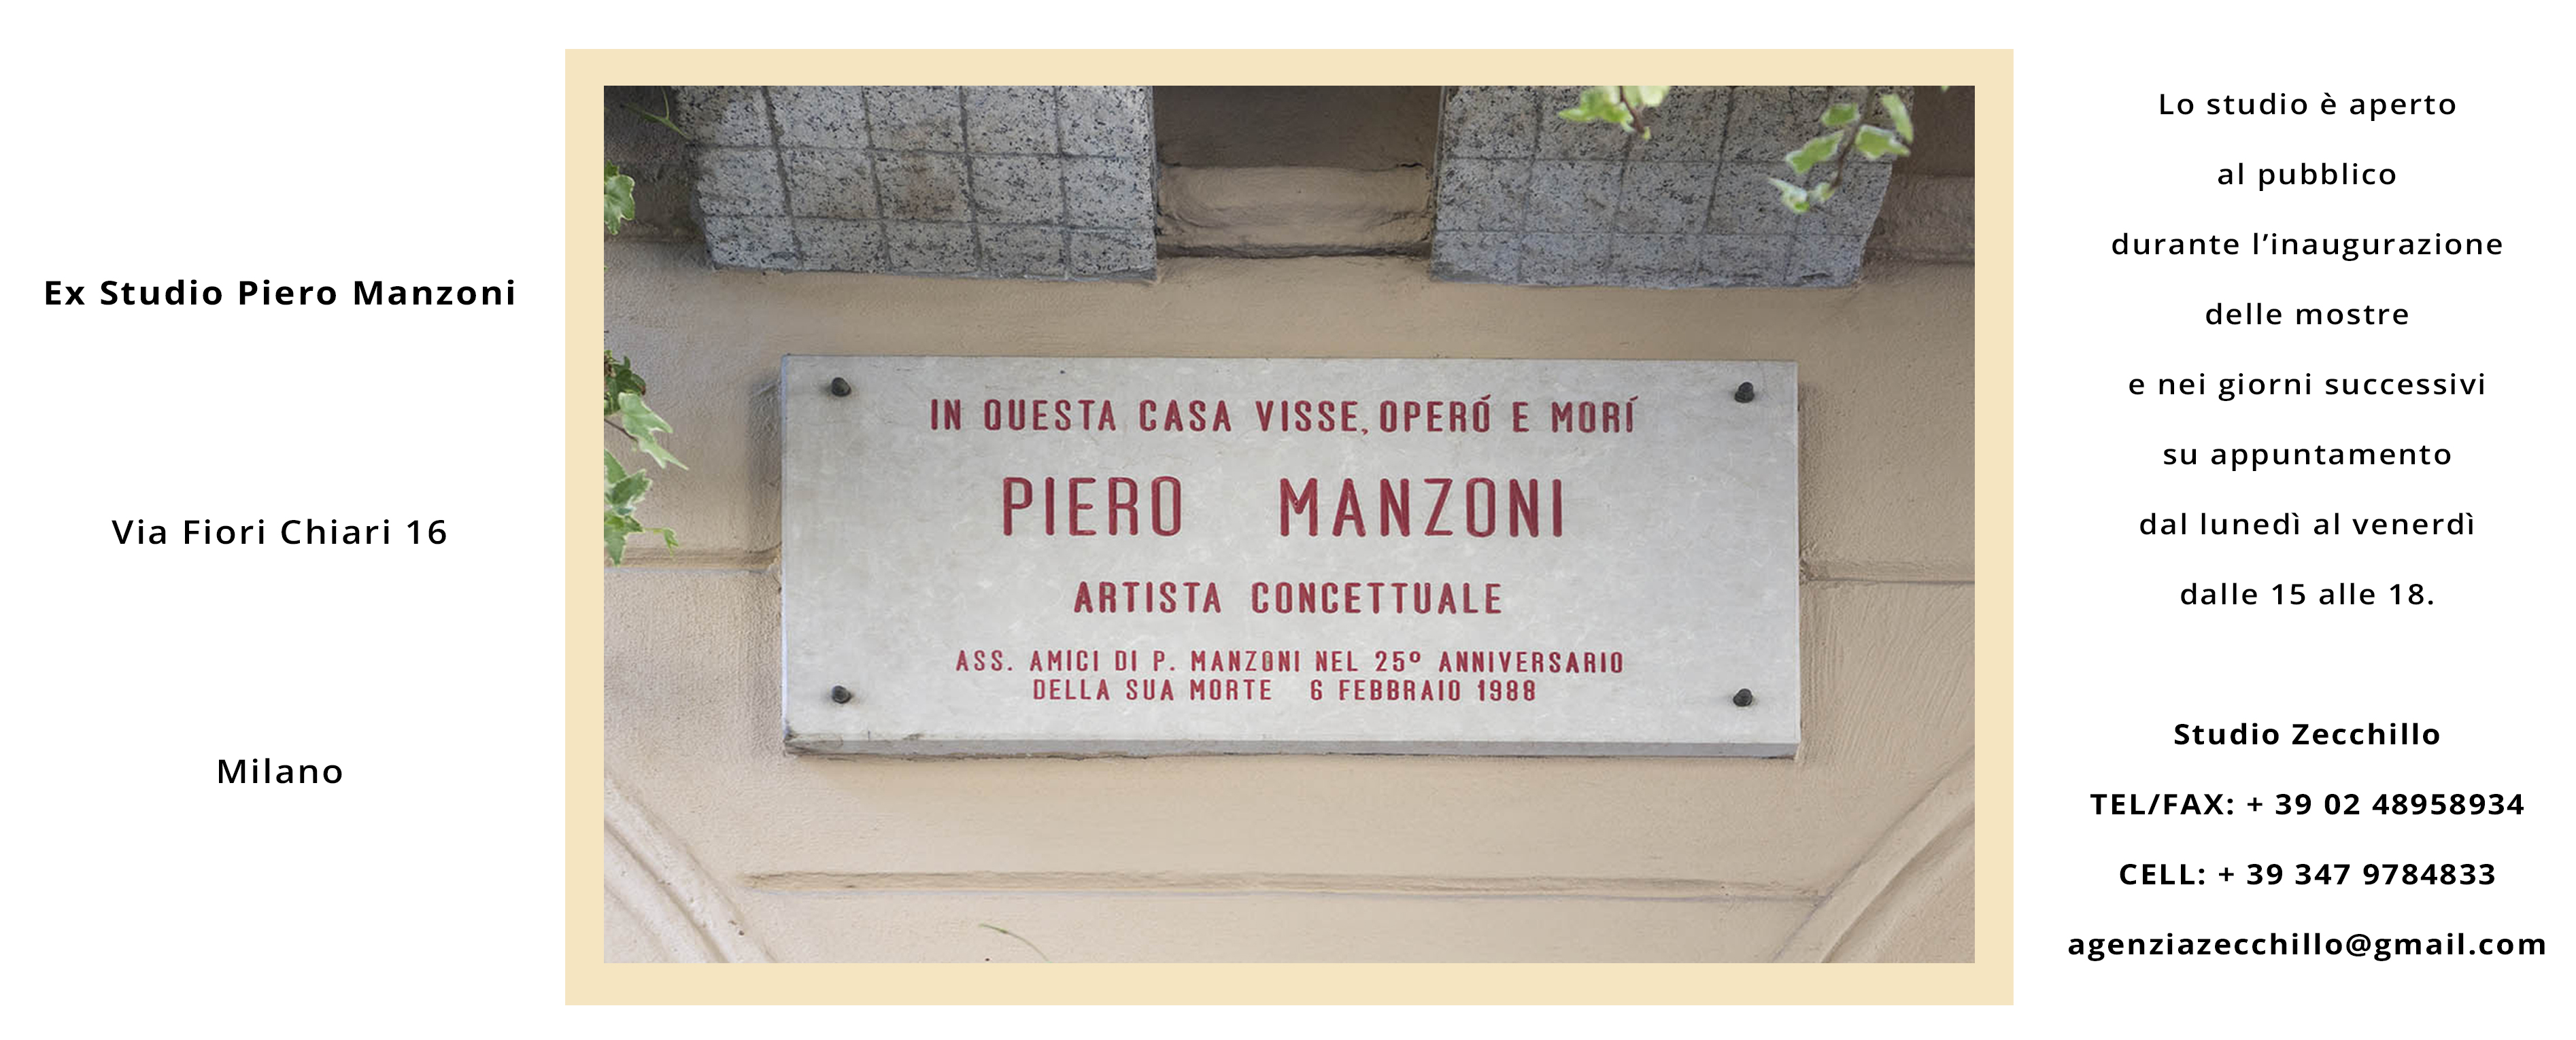 Ex Studio Piero Manzoni
Via Fiori Chiari 16
Milano
IN QUESTA CASA VISSE, OPERÓ E MORÍ
PIERO MANZONI
ARTISTA CONCETTUALE
ASS. AMICI DI P. MANZONI NEL 25º ANNIVERSARIO
DELLA SUA MORTE 6 FEBBRAIO 1988
Lo studio è aperto
al pubblico
durante l’inaugurazione
delle mostre
e nei giorni successivi
su appuntamento
dal lunedì al venerdì
dalle 15 alle 18.
Studio Zecchillo
TEL/FAX: + 39 02 48958934
CELL: + 39 347 9784833
agenziazecchillo@gmail.com